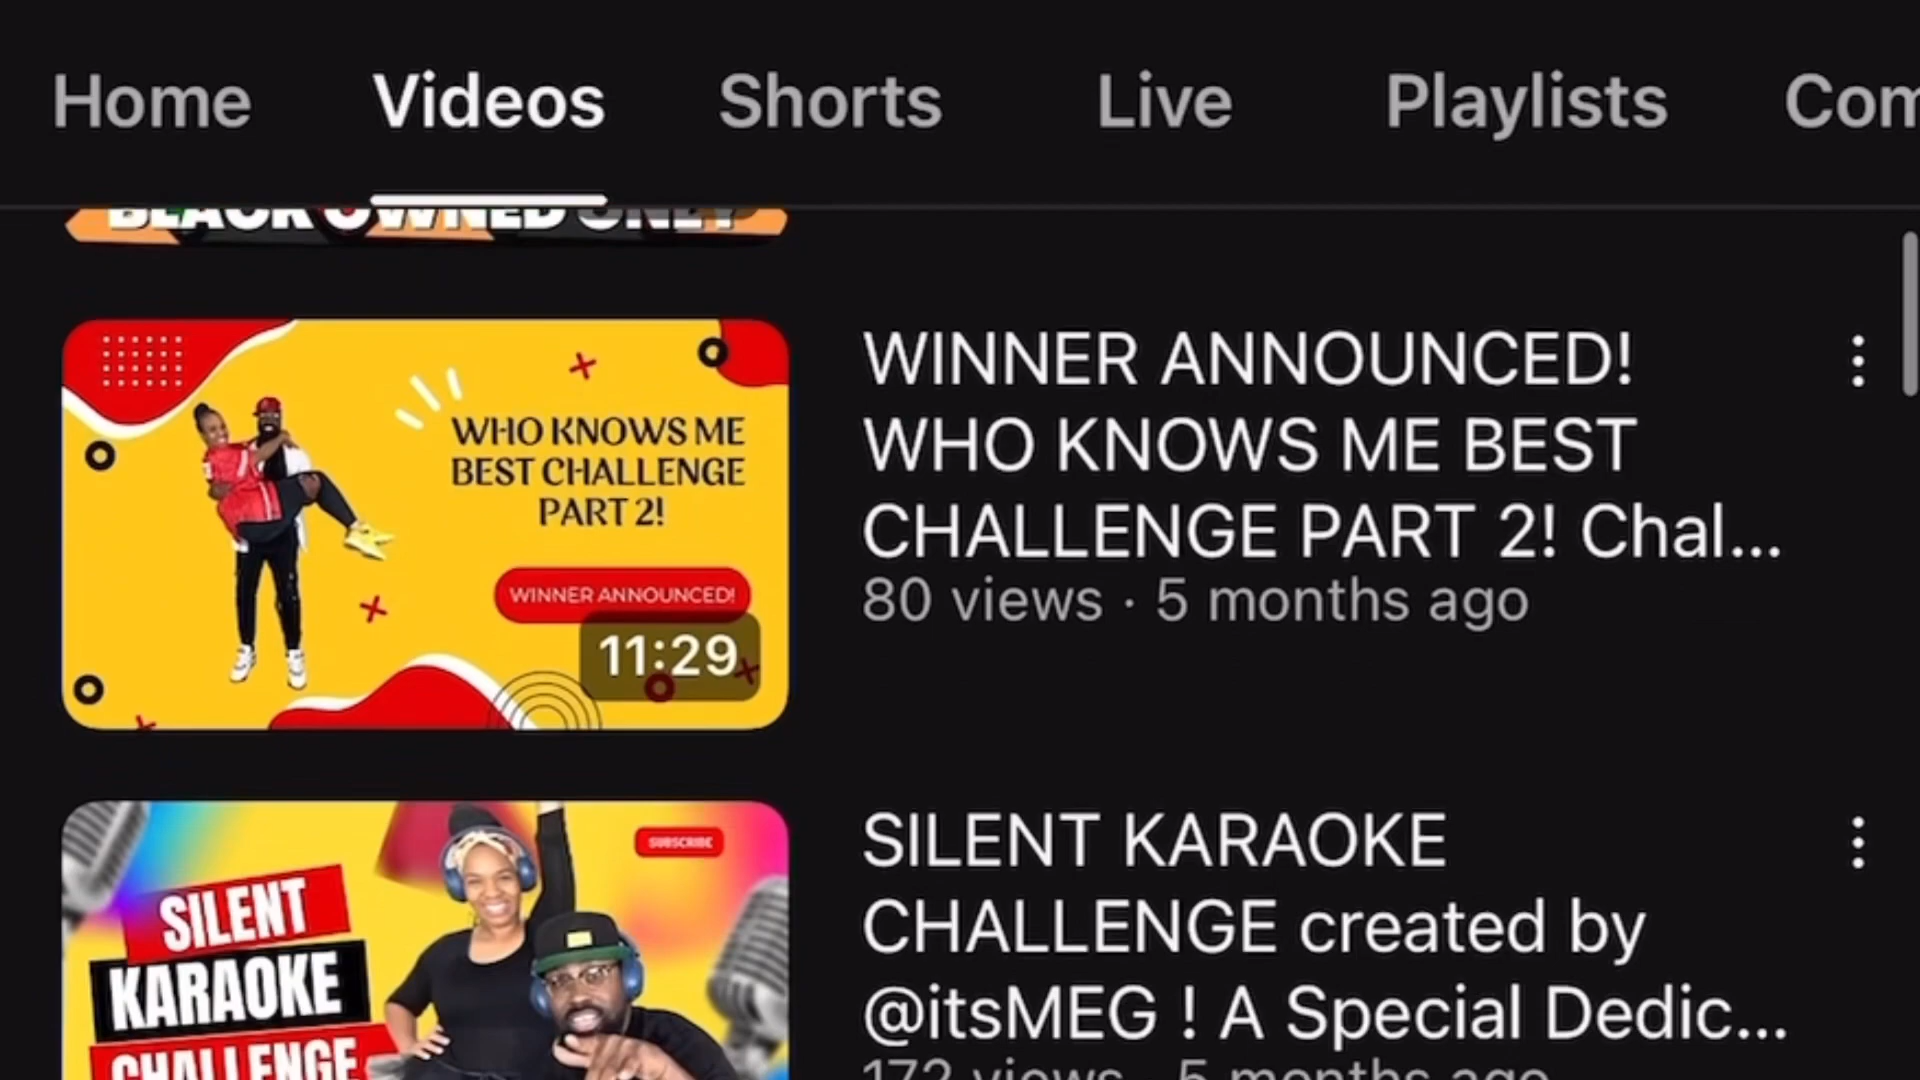 Home Videos Shorts Live Playlists Com
BLACK OWNED ONLY
WHO KNOWS ME
BEST CHALLENGE
PART 2!
WINNER ANNOUNCED!
11:29
WINNER ANNOUNCED!
WHO KNOWS ME BEST
CHALLENGE PART 2! Chal...
80 views · 5 months ago
SUBSCRIBE
SILENT
KARAOKE
CHALLENGE
SILENT KARAOKE
CHALLENGE created by
@itsMEG ! A Special Dedic...
172 views · 5 months ago